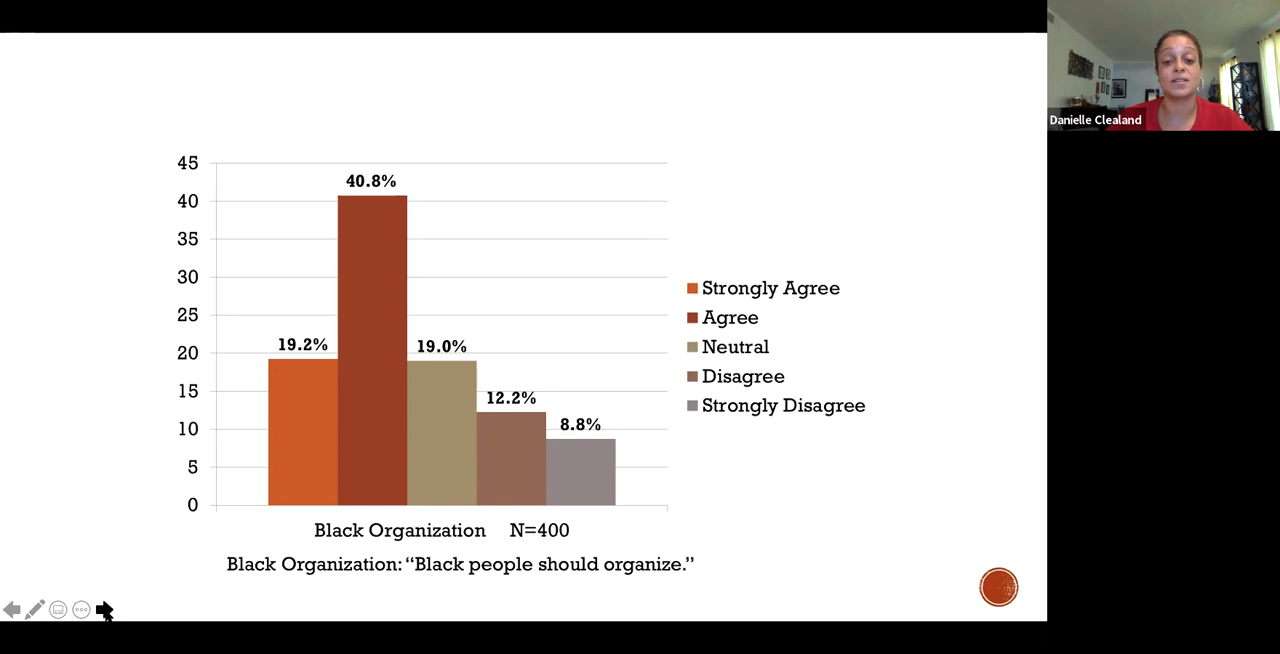 Danielle Clealand
45
40
35
30
25
20
15
10
5
0
40.8%
19.2%
19.0%
12.2%
8.8%
Strongly Agree
Agree
Neutral
Disagree
Strongly Disagree
Black Organization N=400
Black Organization: “Black people should organize.”